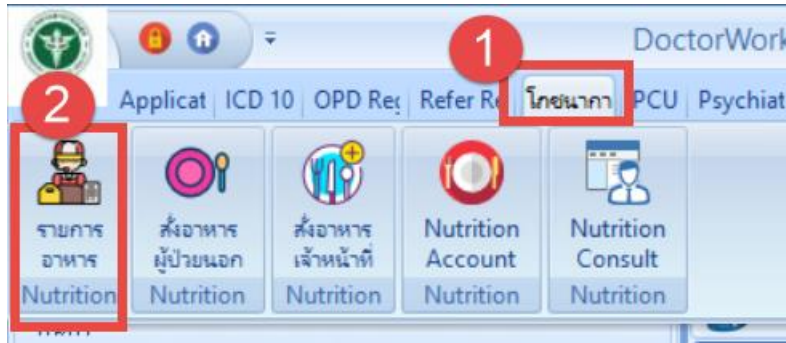 1
DoctorWork
2
Applicat ICD 10 OPD Reg Refer Re โภชนากา PCU Psychiat
รายการ
อาหาร
สั่งอาหาร
ผู้ป่วยนอก
สั่งอาหาร
เจ้าหน้าที่
Nutrition
Account
Nutrition
Consult
Nutrition Nutrition Nutrition Nutrition Nutrition